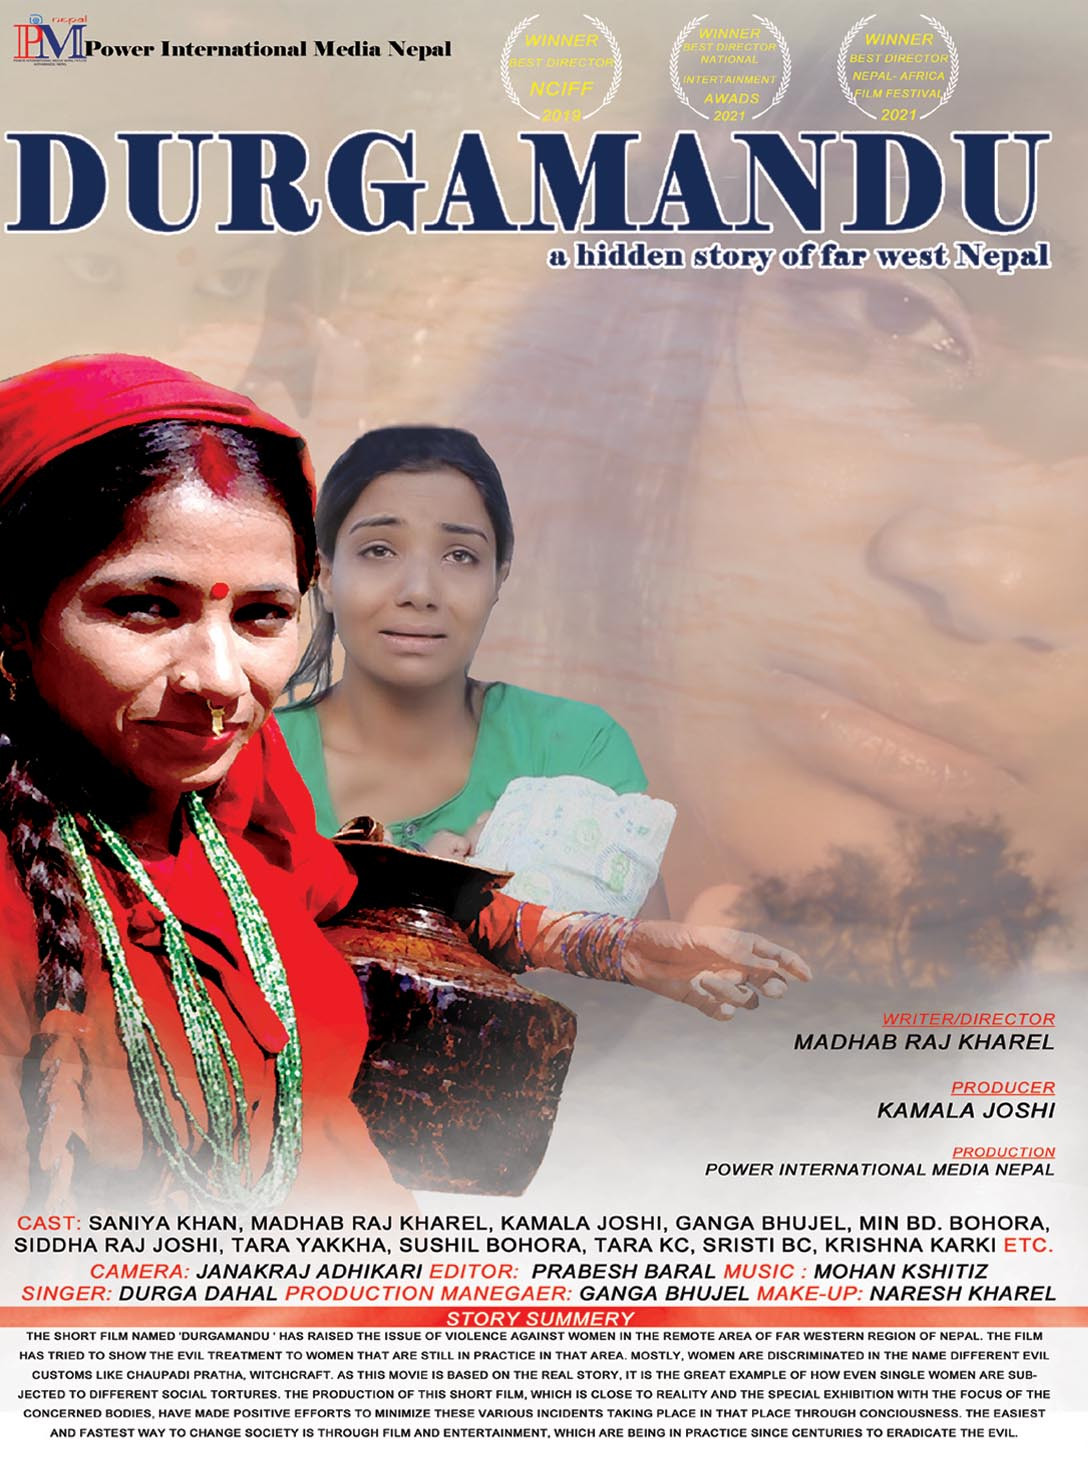 nepal
PM
POWER INTERNATIONAL MEDIA NEPAL
Power International Media Nepal
WINNER
BEST DIRECTOR
NCIFF
2019
WINNER
BEST DIRECTOR
NATIONAL
INTERTAINMENT
AWADS
2021
WINNER
BEST DIRECTOR
NEPAL- AFRICA
FILM FESTIVAL
2021
DURGAMANDU
a hidden story of far west Nepal
WRITER/DIRECTOR
MADHAB RAJ KHAREL
PRODUCER
KAMALA JOSHI
PRODUCTION
POWER INTERNATIONAL MEDIA NEPAL
CAST: SANIYA KHAN, MADHAB RAJ KHAREL, KAMALA JOSHI, GANGA BHUJEL, MIN BD. BOHORA,
SIDDHA RAJ JOSHI, TARA YAKKHA, SUSHIL BOHORA, TARA KC, SRISTI BC, KRISHNA KARKI ETC.
CAMERA: JANAKRAJ ADHIKARI EDITOR: PRABESH BARAL MUSIC : MOHAN KSHITIZ
SINGER: DURGA DAHAL PRODUCTION MANEGAER: GANGA BHUJEL MAKE-UP: NARESH KHAREL
STORY SUMMERY
THE SHORT FILM NAMED 'DURGAMANDU ' HAS RAISED THE ISSUE OF VIOLENCE AGAINST WOMEN IN THE REMOTE AREA OF FAR WESTERN REGION OF NEPAL. THE FILM
HAS TRIED TO SHOW THE EVIL TREATMENT TO WOMEN THAT ARE STILL IN PRACTICE IN THAT AREA. MOSTLY, WOMEN ARE DISCRIMINATED IN THE NAME DIFFERENT EVIL
CUSTOMS LIKE CHAUPADI PRATHA, WITCHCRAFT. AS THIS MOVIE IS BASED ON THE REAL STORY, IT IS THE GREAT EXAMPLE OF HOW EVEN SINGLE WOMEN ARE SUB-
JECTED TO DIFFERENT SOCIAL TORTURES. THE PRODUCTION OF THIS SHORT FILM, WHICH IS CLOSE TO REALITY AND THE SPECIAL EXHIBITION WITH THE FOCUS OF THE
CONCERNED BODIES, HAVE MADE POSITIVE EFFORTS TO MINIMIZE THESE VARIOUS INCIDENTS TAKING PLACE IN THAT PLACE THROUGH CONCIOUSNESS. THE EASIEST
AND FASTEST WAY TO CHANGE SOCIETY IS THROUGH FILM AND ENTERTAINMENT, WHICH ARE BEING IN PRACTICE SINCE CENTURIES TO ERADICATE THE EVIL.